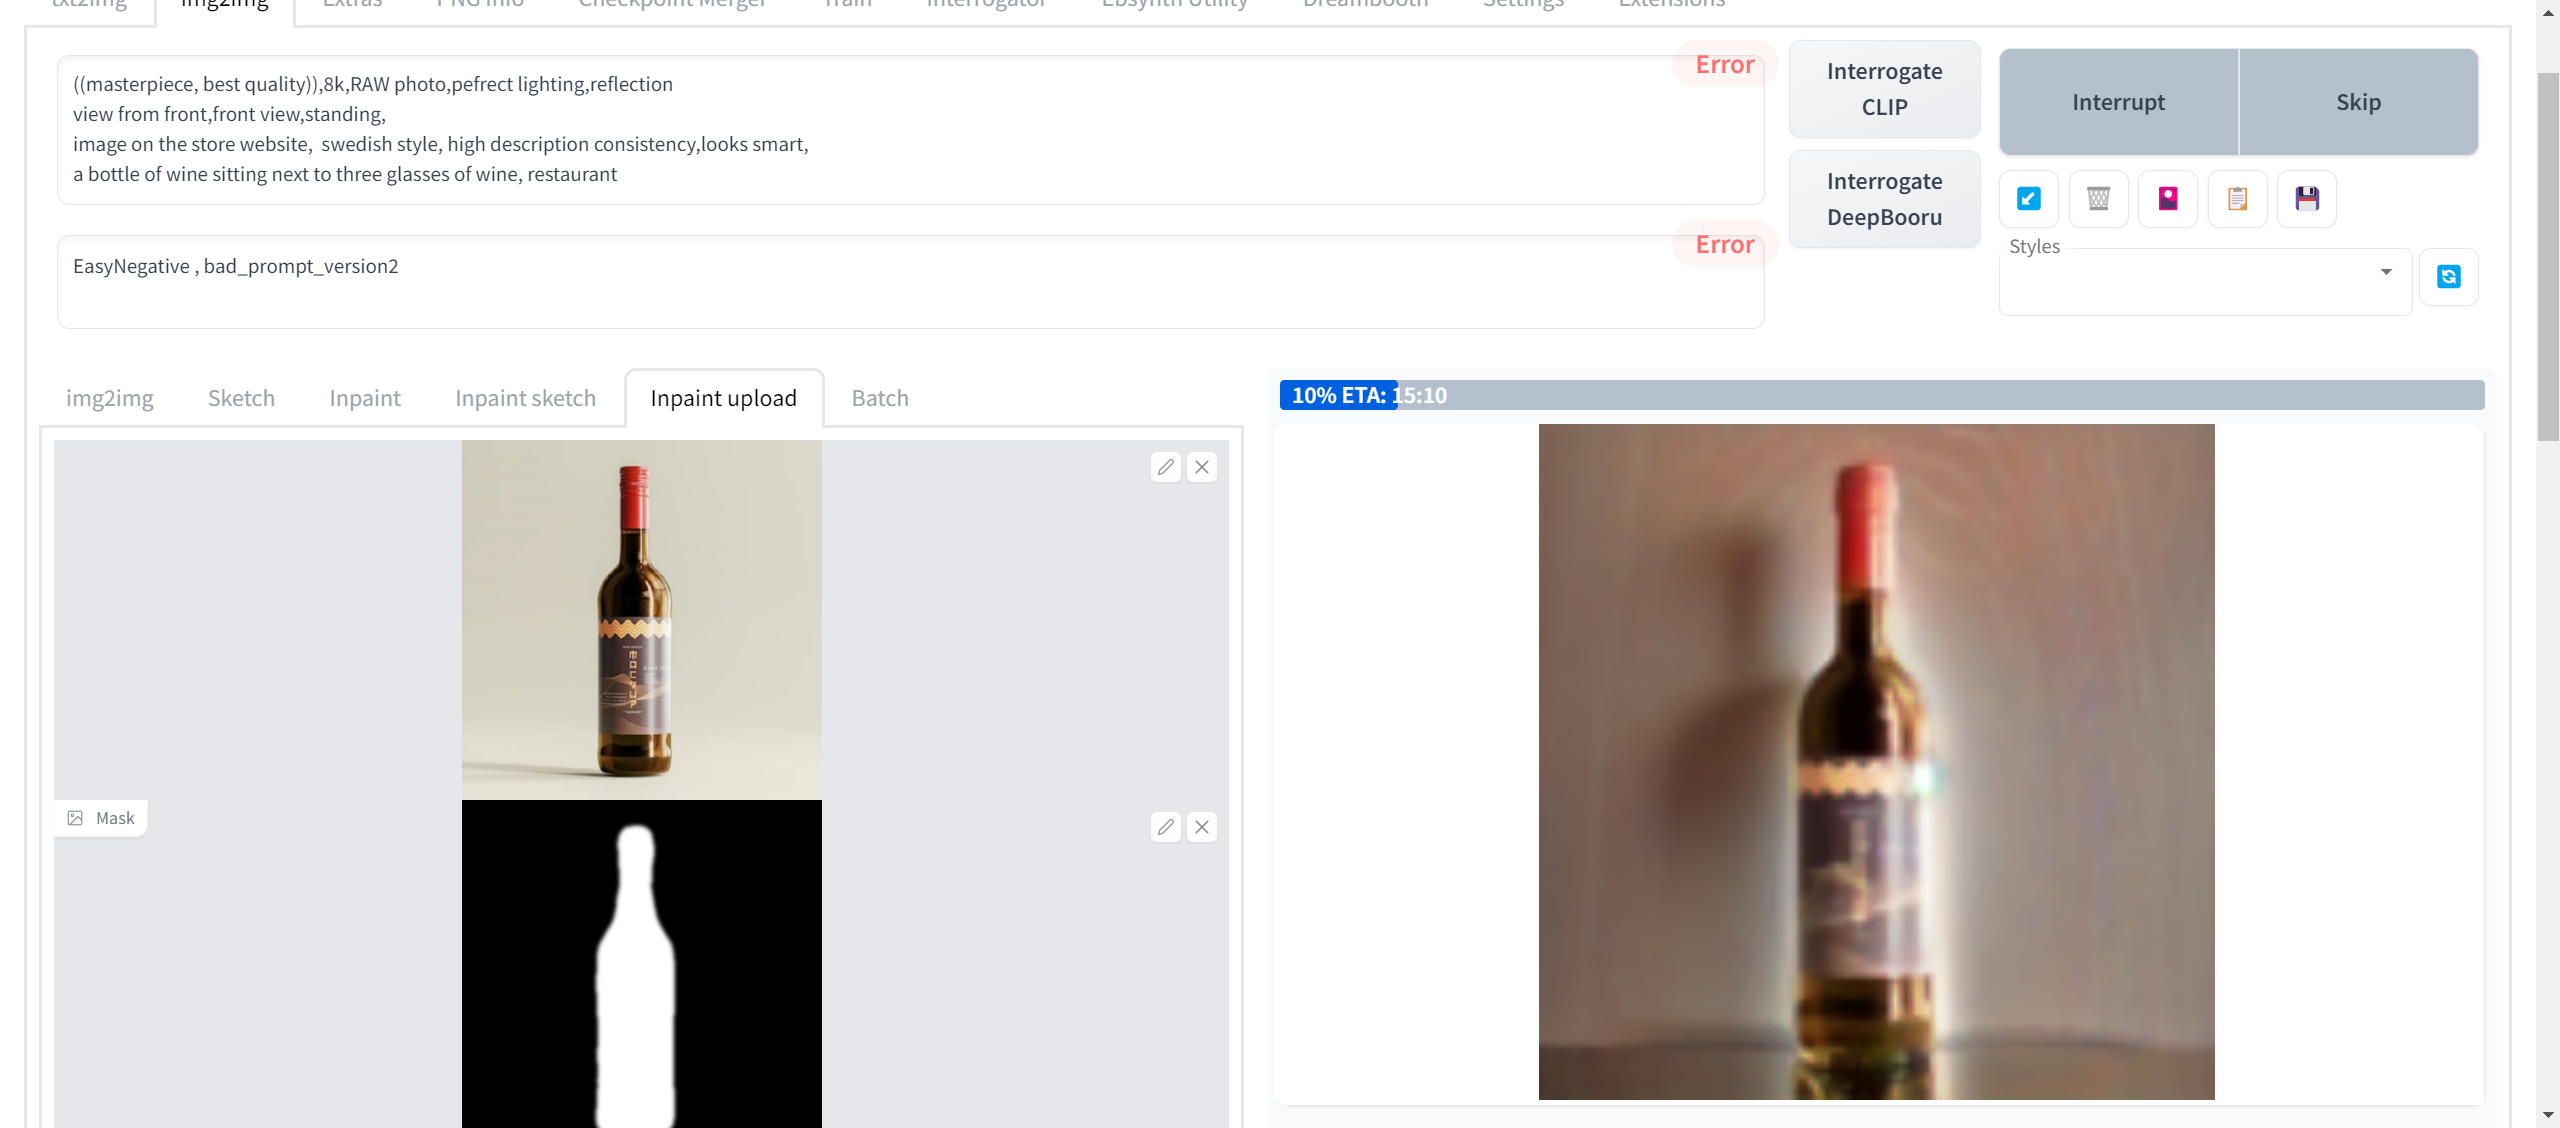 txt2img img2img Extras PNG Info Checkpoint Merger Train Interrogator Ebsynth Utility Dreambooth Settings Extensions
((masterpiece, best quality)),8k,RAW photo,pefrect lighting,reflection
view from front,front view,standing,
image on the store website,  swedish style, high description consistency,looks smart,
a bottle of wine sitting next to three glasses of wine, restaurant
Error
EasyNegative , bad_prompt_version2
Error
Interrogate
CLIP
Interrogate
DeepBooru
Interrupt Skip
Styles
img2img Sketch Inpaint Inpaint sketch Inpaint upload Batch
Mask
10% ETA: 15:10